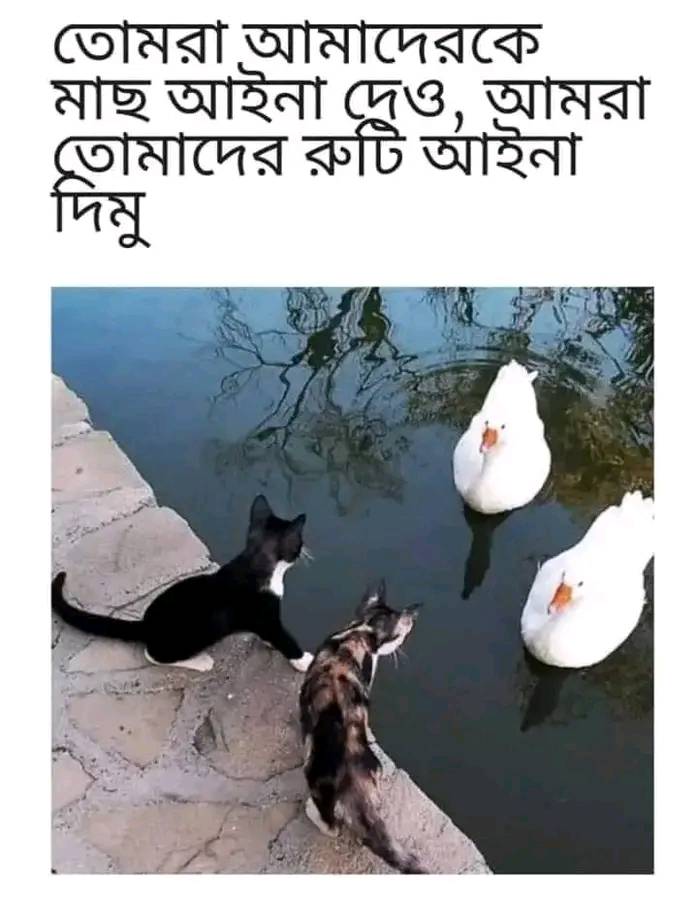 তোমরা আমাদেরকে
মাছ আইনা দেও, আমরা
তোমাদের রুটি আইনা
দিমু